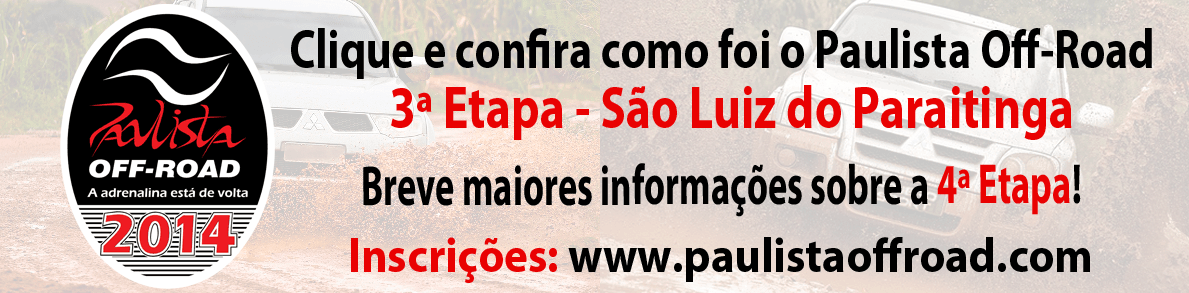 Paulista
OFF-ROAD
A adrenalina está de volta
2014
Clique e confira como foi o Paulista Off-Road
3ª Etapa - São Luiz do Paraitinga
Breve maiores informações sobre a 4ª Etapa!
Inscrições: www.paulistaoffroad.com